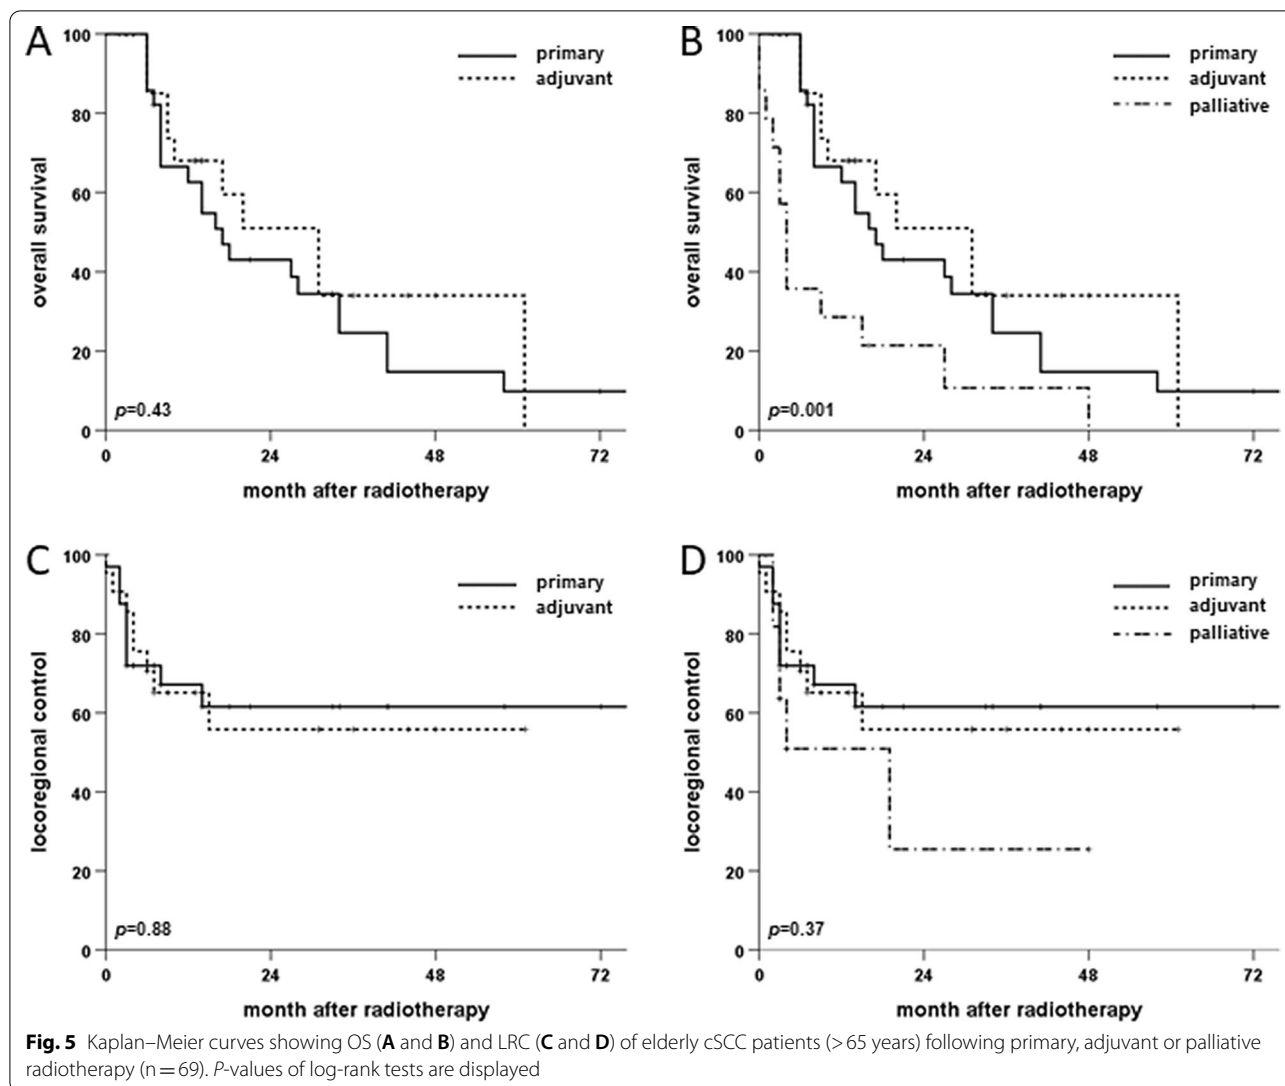 A
100
80
60
40
20
0
overall survival
primary
adjuvant
p=0.43
0 24 48 72
month after radiotherapy
B
100
80
60
40
20
0
overall survival
primary
adjuvant
palliative
p=0.001
0 24 48 72
month after radiotherapy
C
100
80
60
40
20
0
locoregional control
primary
adjuvant
p=0.88
0 24 48 72
month after radiotherapy
D
100
80
60
40
20
0
locoregional control
primary
adjuvant
palliative
p=0.37
0 24 48 72
month after radiotherapy
Fig. 5 Kaplan–Meier curves showing OS (A and B) and LRC (C and D) of elderly cSCC patients (> 65 years) following primary, adjuvant or palliative
radiotherapy (n = 69). P-values of log-rank tests are displayed